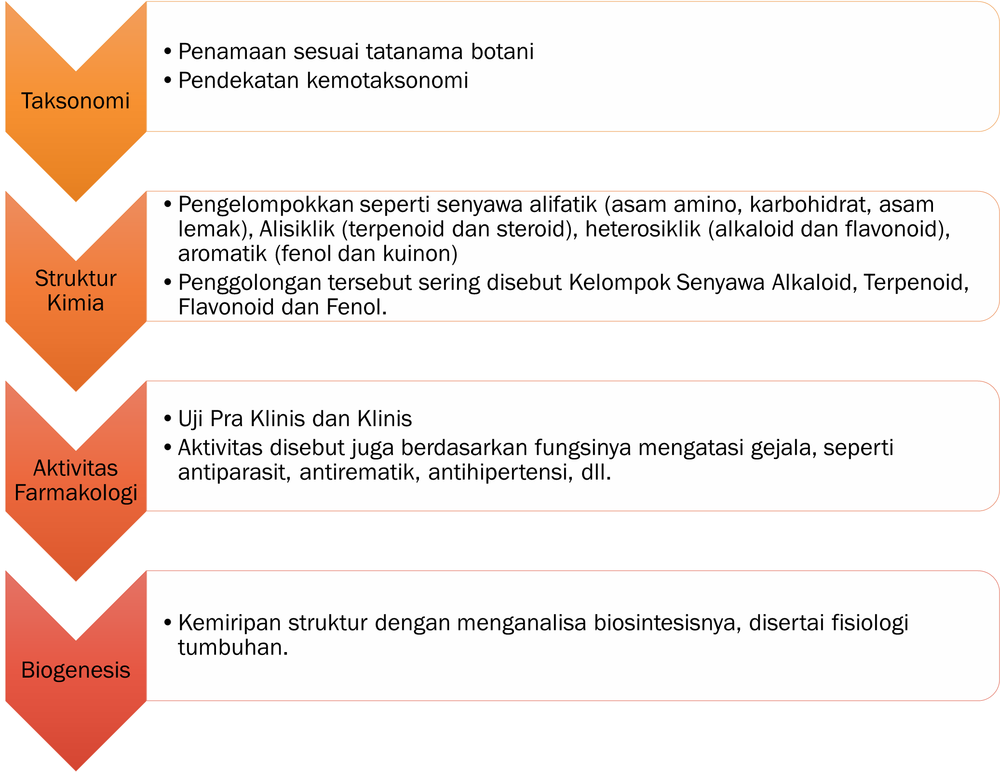 Taksonomi
• Penamaan sesuai tatanama botani
• Pendekatan kemotaksonomi
Struktur
Kimia
• Pengelompokkan seperti senyawa alifatik (asam amino, karbohidrat, asam
lemak), Alisiklik (terpenoid dan steroid), heterosiklik (alkaloid dan flavonoid),
aromatik (fenol dan kuinon)
• Penggolongan tersebut sering disebut Kelompok Senyawa Alkaloid, Terpenoid,
Flavonoid dan Fenol.
Aktivitas
Farmakologi
• Uji Pra Klinis dan Klinis
• Aktivitas disebut juga berdasarkan fungsinya mengatasi gejala, seperti
antiparasit, antirematik, antihipertensi, dll.
Biogenesis
• Kemiripan struktur dengan menganalisa biosintesisnya, disertai fisiologi
tumbuhan.